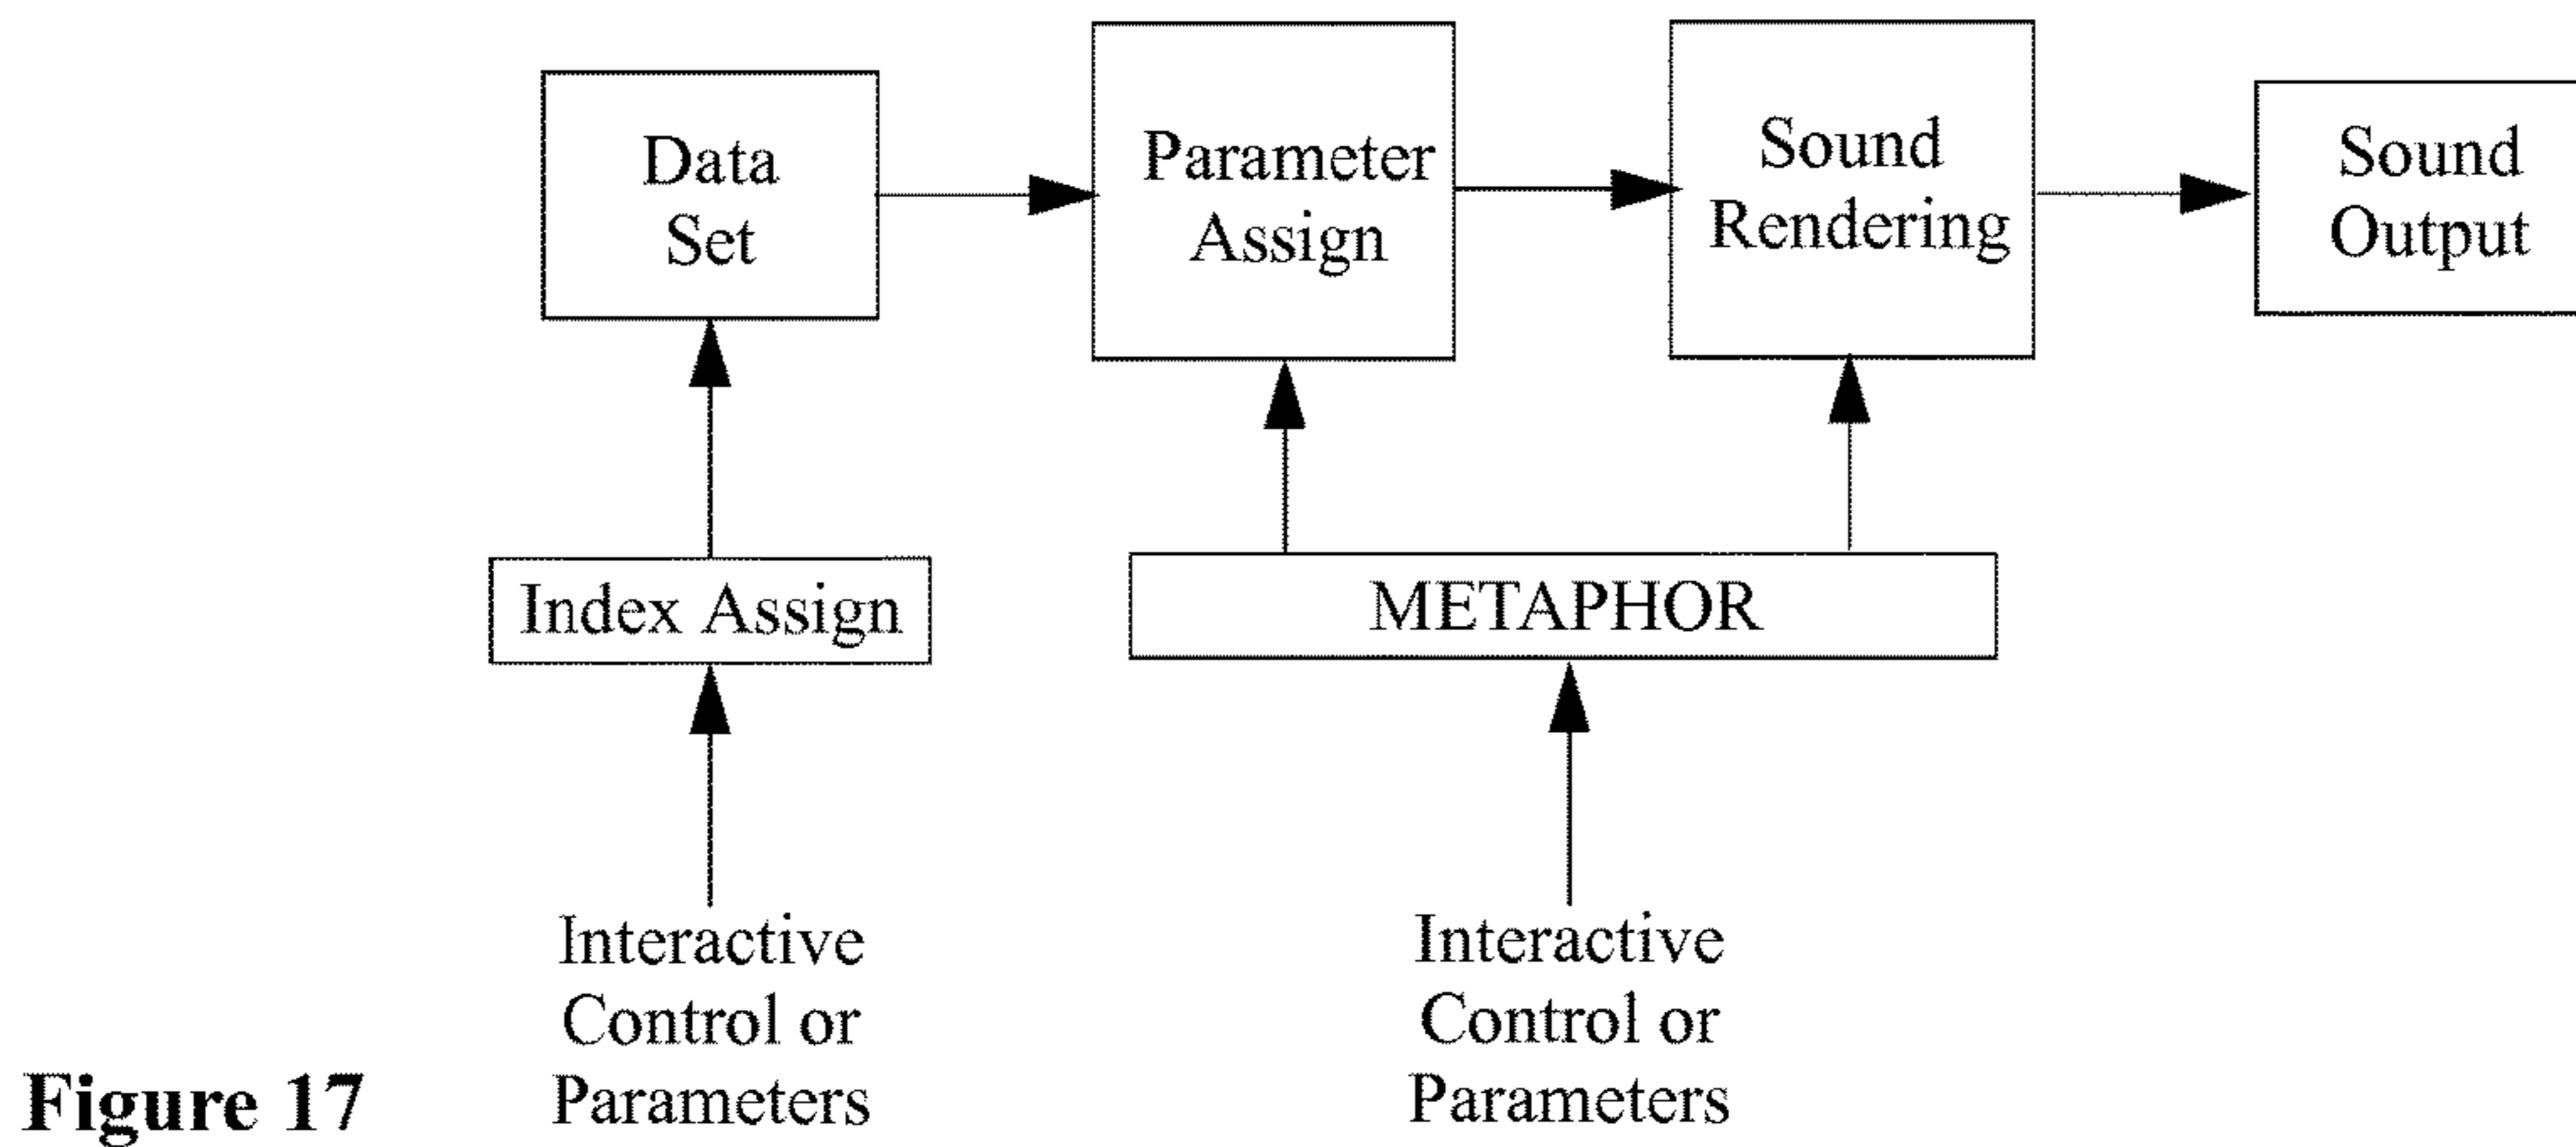 Data
Set
Parameter
Assign
Sound
Rendering
Sound
Output
Index Assign
METAPHOR
Interactive
Control or
Parameters
Interactive
Control or
Parameters
Figure 17